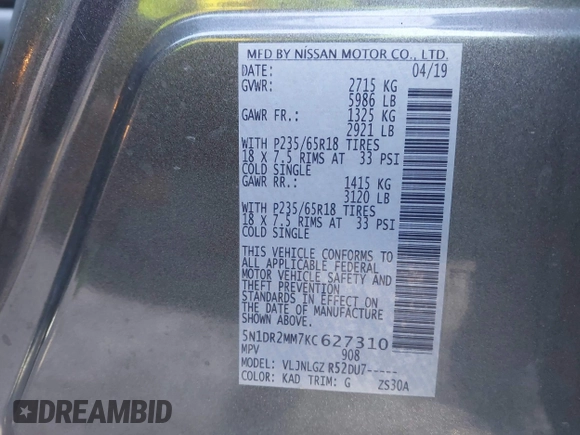 MFD BY NISSAN MOTOR CO., LTD.
DATE: 04/19
GVWR: 2715 KG
5986 LB
GAWR FR.: 1325 KG
2921 LB
WITH P235/65R18 TIRES
18 X 7.5 RIMS AT 33 PSI
COLD SINGLE
GAWR RR.: 1415 KG
3120 LB
WITH P235/65R18 TIRES
18 X 7.5 RIMS AT 33 PSI
COLD SINGLE
THIS VEHICLE CONFORMS TO
ALL APPLICABLE FEDERAL
MOTOR VEHICLE SAFETY AND
THEFT PREVENTION
STANDARDS IN EFFECT ON
THE DATE OF MANUFACTURE
SHOWN ABOVE.
5N1DR2MM7KC627310
MPV 908
MODEL: VLJNLGZ R52DU7-----
COLOR: KAD TRIM: G ZS30A
DREAMBID